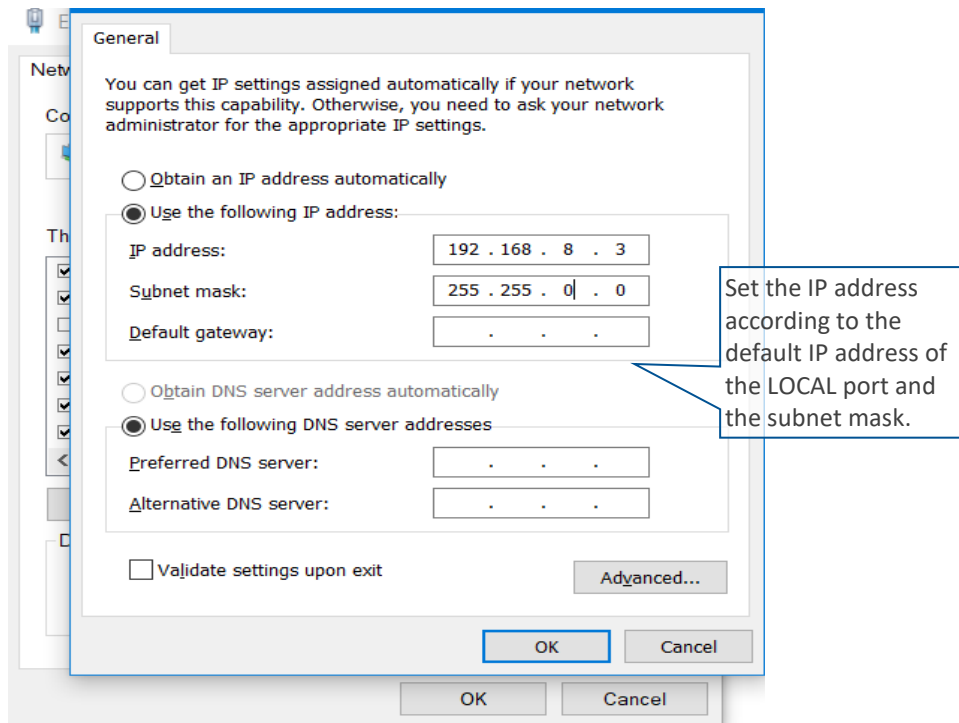 General
You can get IP settings assigned automatically if your network
supports this capability. Otherwise, you need to ask your network
administrator for the appropriate IP settings.
Obtain an IP address automatically
Use the following IP address:
IP address: 192 . 168 . 8 . 3
Subnet mask: 255 . 255 . 0 . 0
Default gateway: . . .
Obtain DNS server address automatically
Use the following DNS server addresses
Preferred DNS server: . . .
Alternative DNS server: . . .
Validate settings upon exit
Advanced...
OK Cancel
OK Cancel
Set the IP address
according to the
default IP address of
the LOCAL port and
the subnet mask.